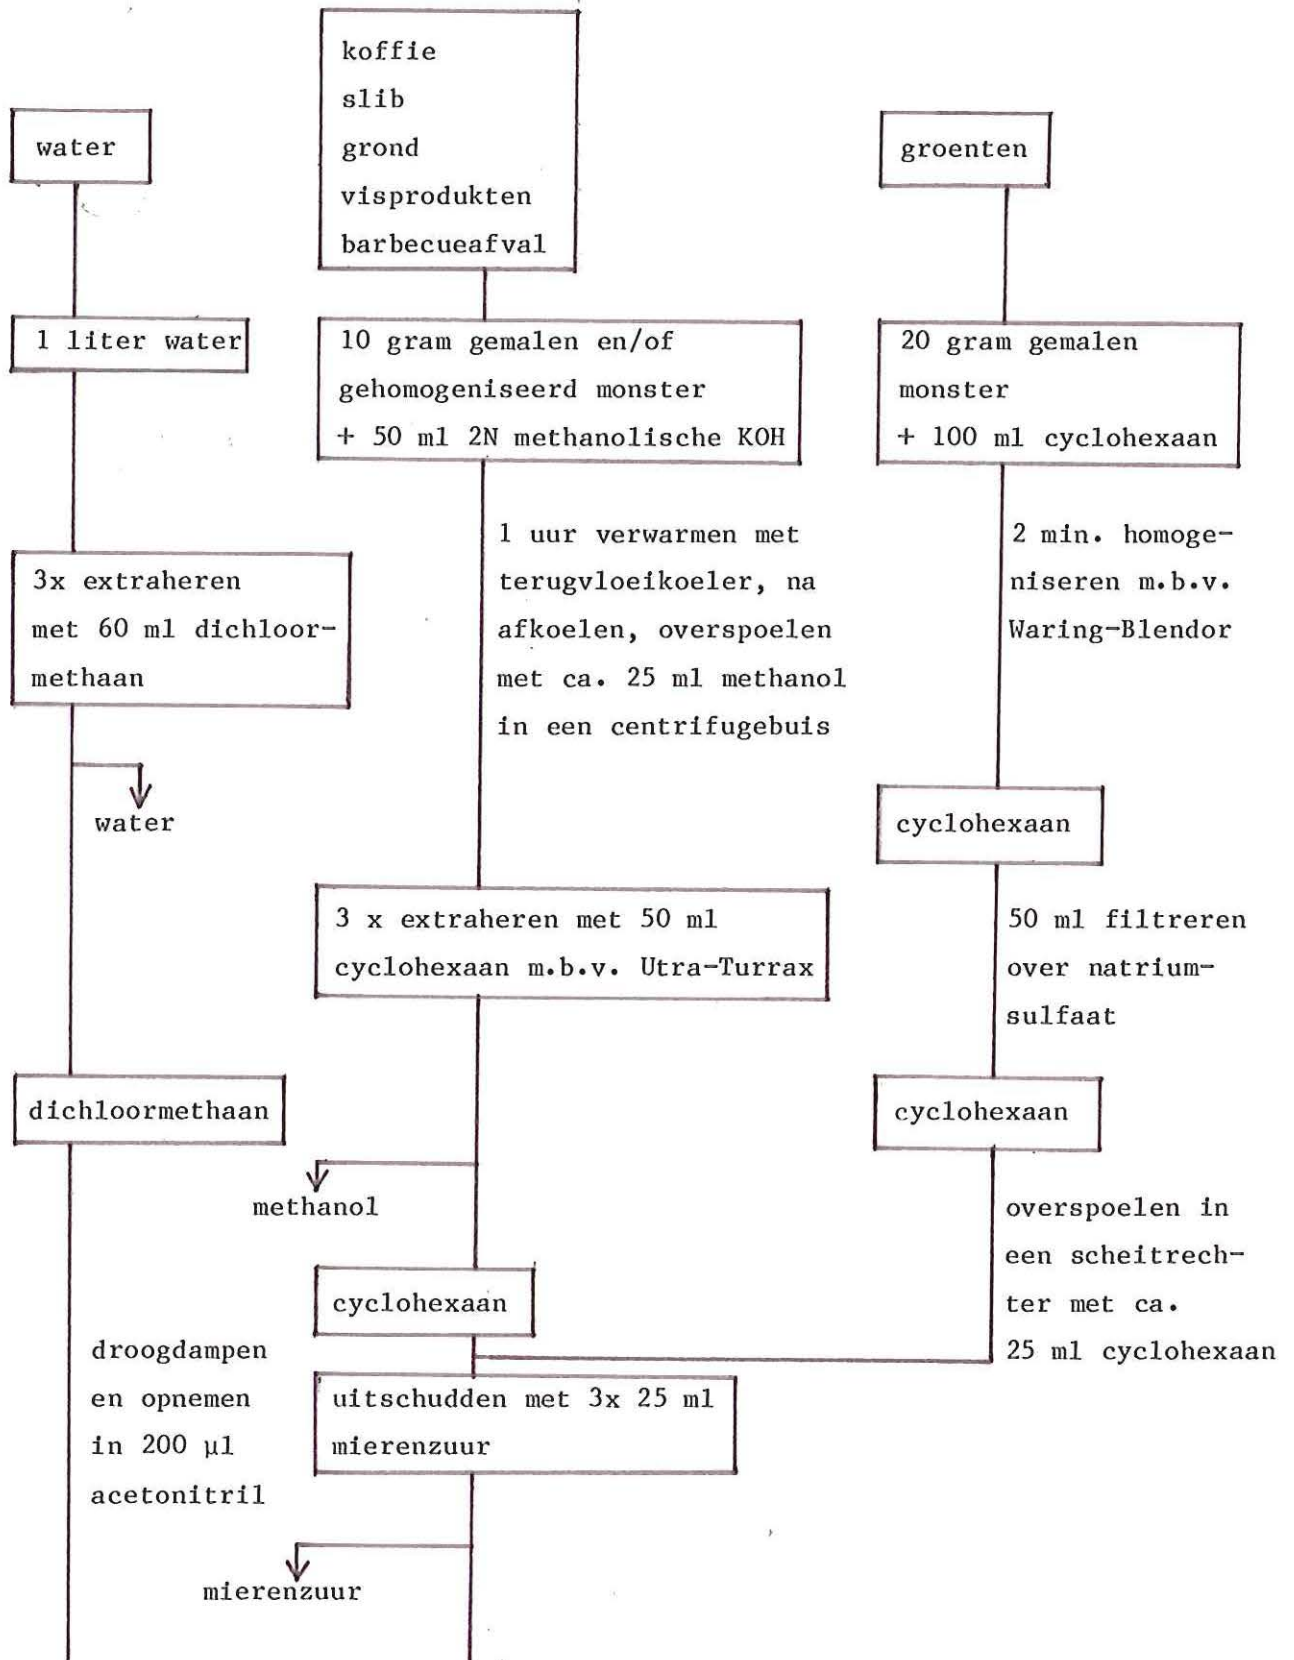 water
1 liter water
3x extraheren
met 60 ml dichloor-
methaan
water
dichloormethaan
droogdampen
en opnemen
in 200 µl
acetonitril
koffie
slib
grond
visprodukten
barbecueafval
10 gram gemalen en/of
gehomogeniseerd monster
+ 50 ml 2N methanolische KOH
1 uur verwarmen met
terugvloeikoeler, na
afkoelen, overspoelen
met ca. 25 ml methanol
in een centrifugebuis
3 x extraheren met 50 ml
cyclohexaan m.b.v. Utra-Turrax
methanol
cyclohexaan
uitschudden met 3x 25 ml
mierenzuur
mierenzuur
groenten
20 gram gemalen
monster
+ 100 ml cyclohexaan
2 min. homoge-
niseren m.b.v.
Waring-Blendor
cyclohexaan
50 ml filtreren
over natrium-
sulfaat
cyclohexaan
overspoelen in
een scheitrech-
ter met ca.
25 ml cyclohexaan